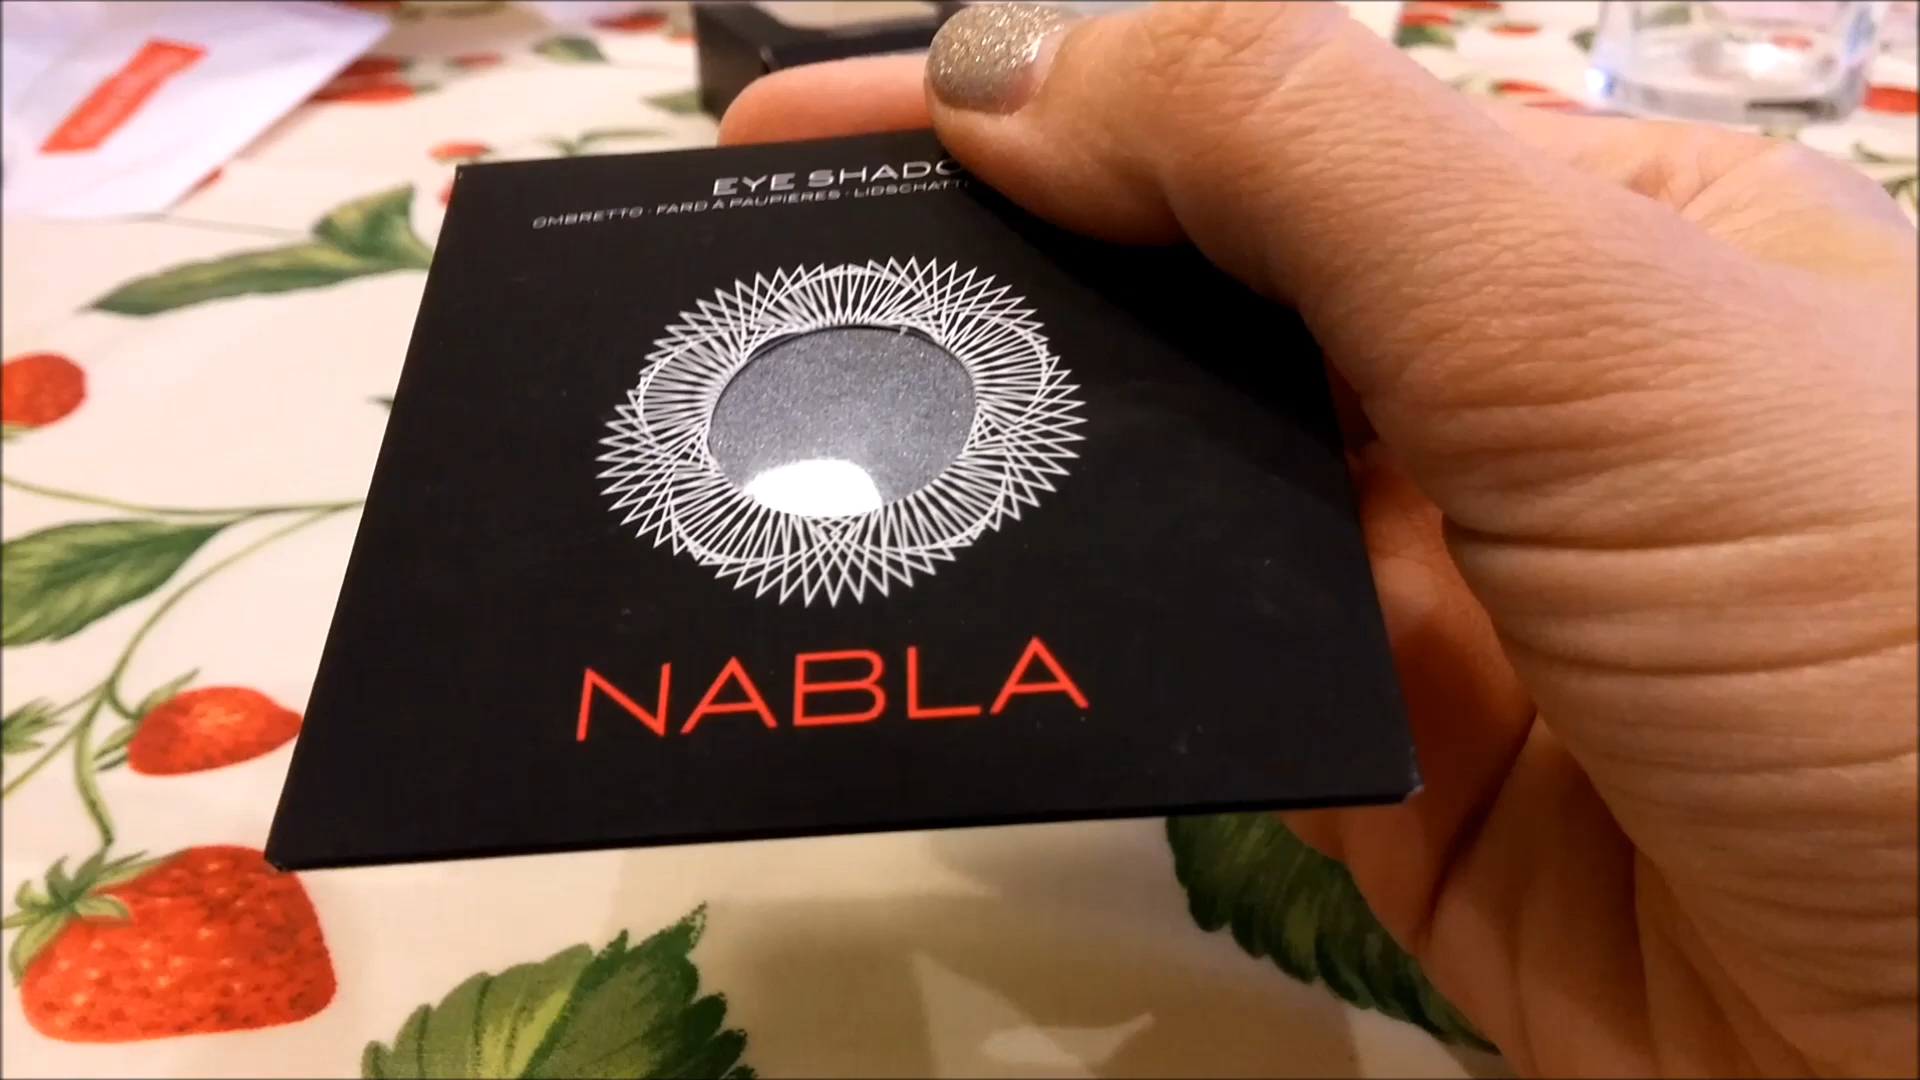 EYE SHADO
OMBRETTO · FARD À PAUPIÈRES · LIDSCHATT
NABLA